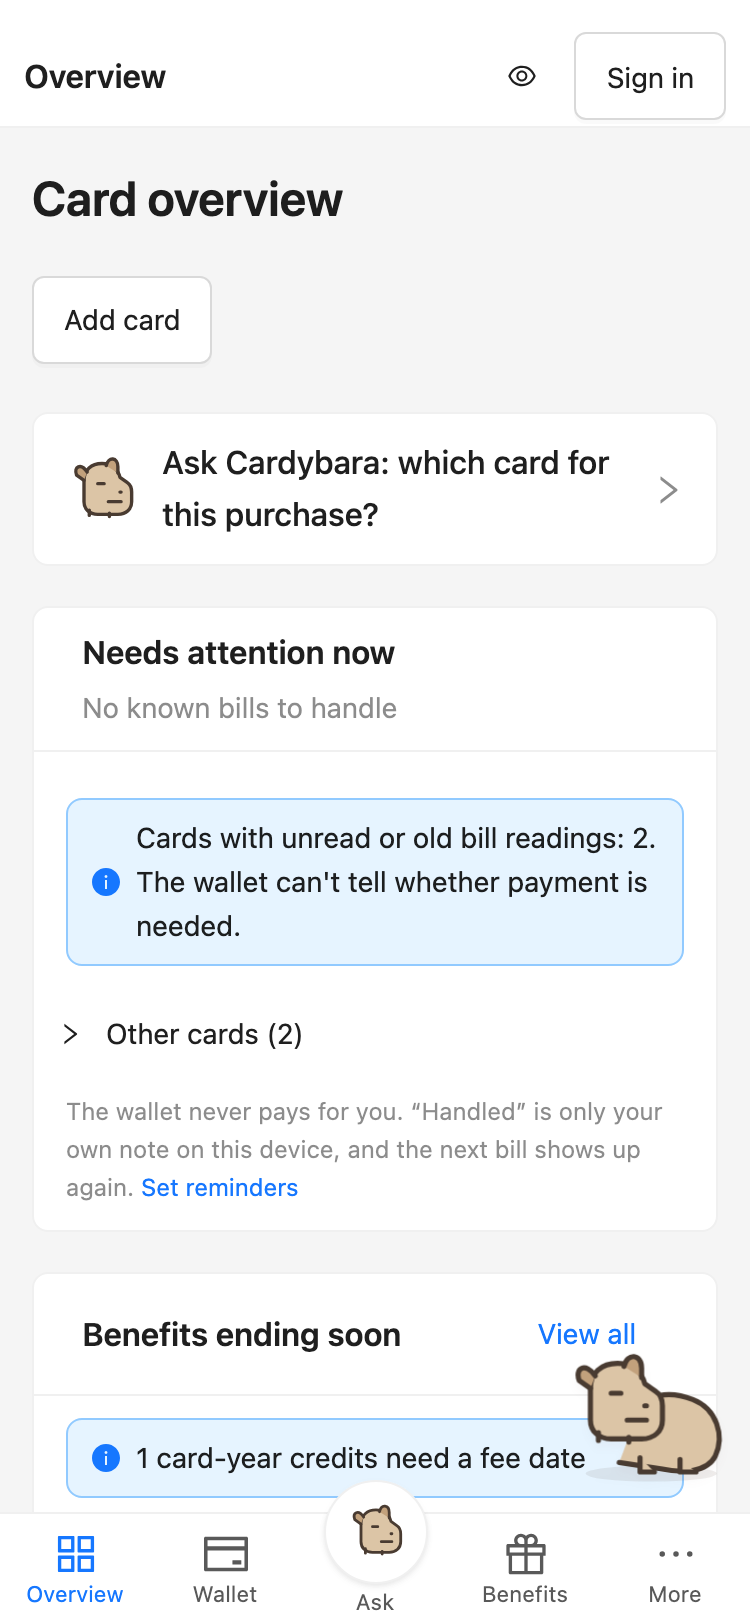 Overview
Sign in
Card overview
Add card
Ask Cardybara: which card for
this purchase?
Needs attention now
No known bills to handle
Cards with unread or old bill readings: 2.
The wallet can't tell whether payment is
needed.
Other cards (2)
The wallet never pays for you. “Handled” is only your
own note on this device, and the next bill shows up
again. Set reminders
Benefits ending soon
View all
1 card-year credits need a fee date
Overview
Wallet
Ask
Benefits
More